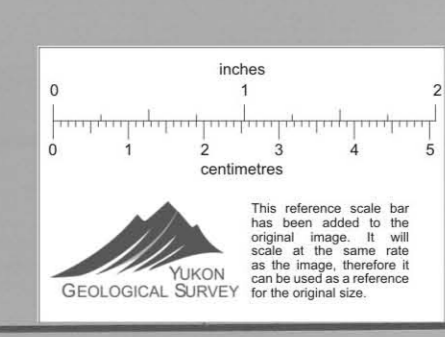 inches
0 1 2
0 1 2 3 4 5
centimetres
This reference scale bar
has been added to the
original image. It will
scale at the same rate
as the image, therefore it
can be used as a reference
for the original size.
YUKON
GEOLOGICAL SURVEY